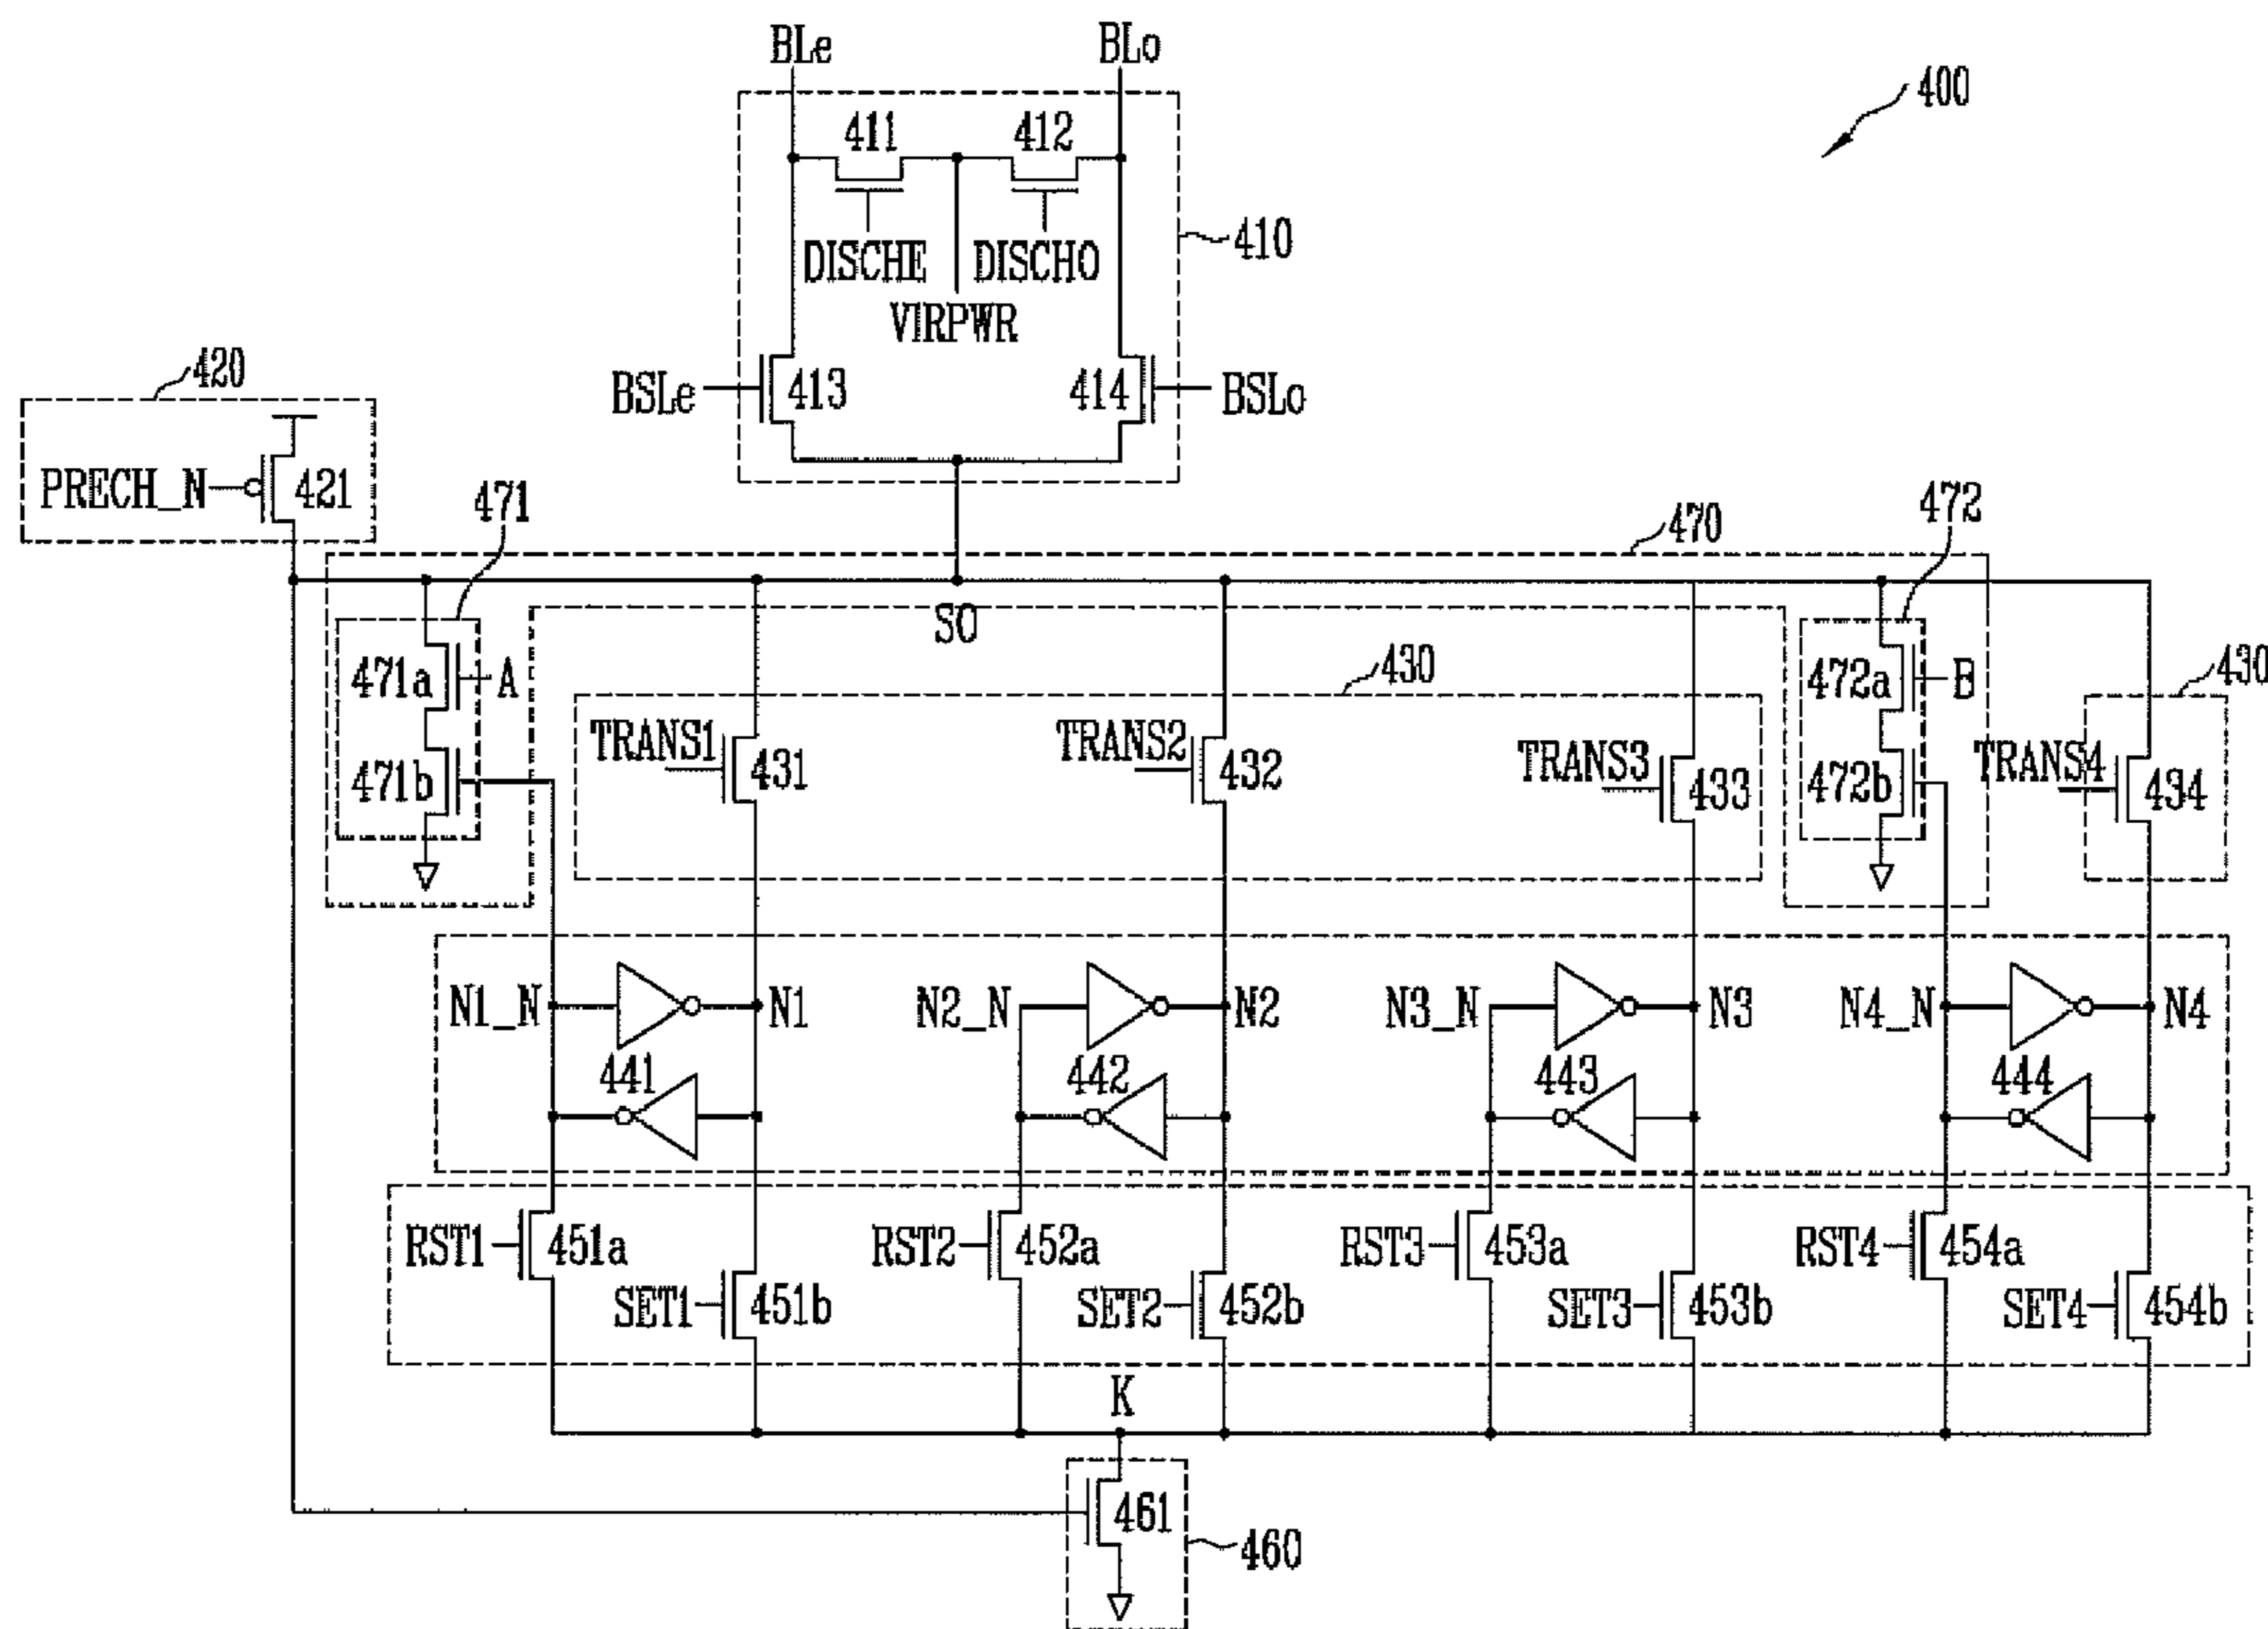 BLe BLo
400
411 412
DISCHE DISCHO
410
VIRPWR
420
BSLe 413 414 BSLo
PRECH_N 421
471 470 472
SO
430 430
471a A 472a B
TRANS1 431 TRANS2 432 TRANS3 433 TRANS4 434
471b 472b
N1_N N1 N2_N N2 N3_N N3 N4_N N4
441 442 443 444
RST1 451a RST2 452a RST3 453a RST4 454a
SET1 451b SET2 452b SET3 453b SET4 454b
K
461
460